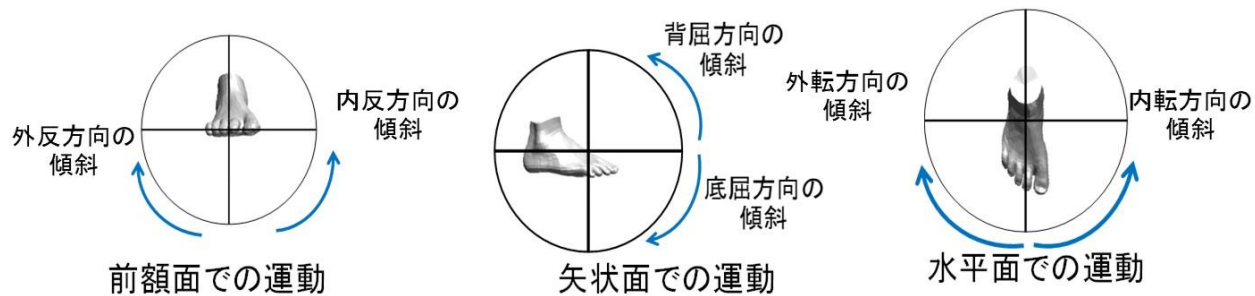 外反方向の
傾斜
内反方向の
傾斜
前額面での運動
背屈方向の
傾斜
底屈方向の
傾斜
矢状面での運動
外転方向の
傾斜
内転方向の
傾斜
水平面での運動